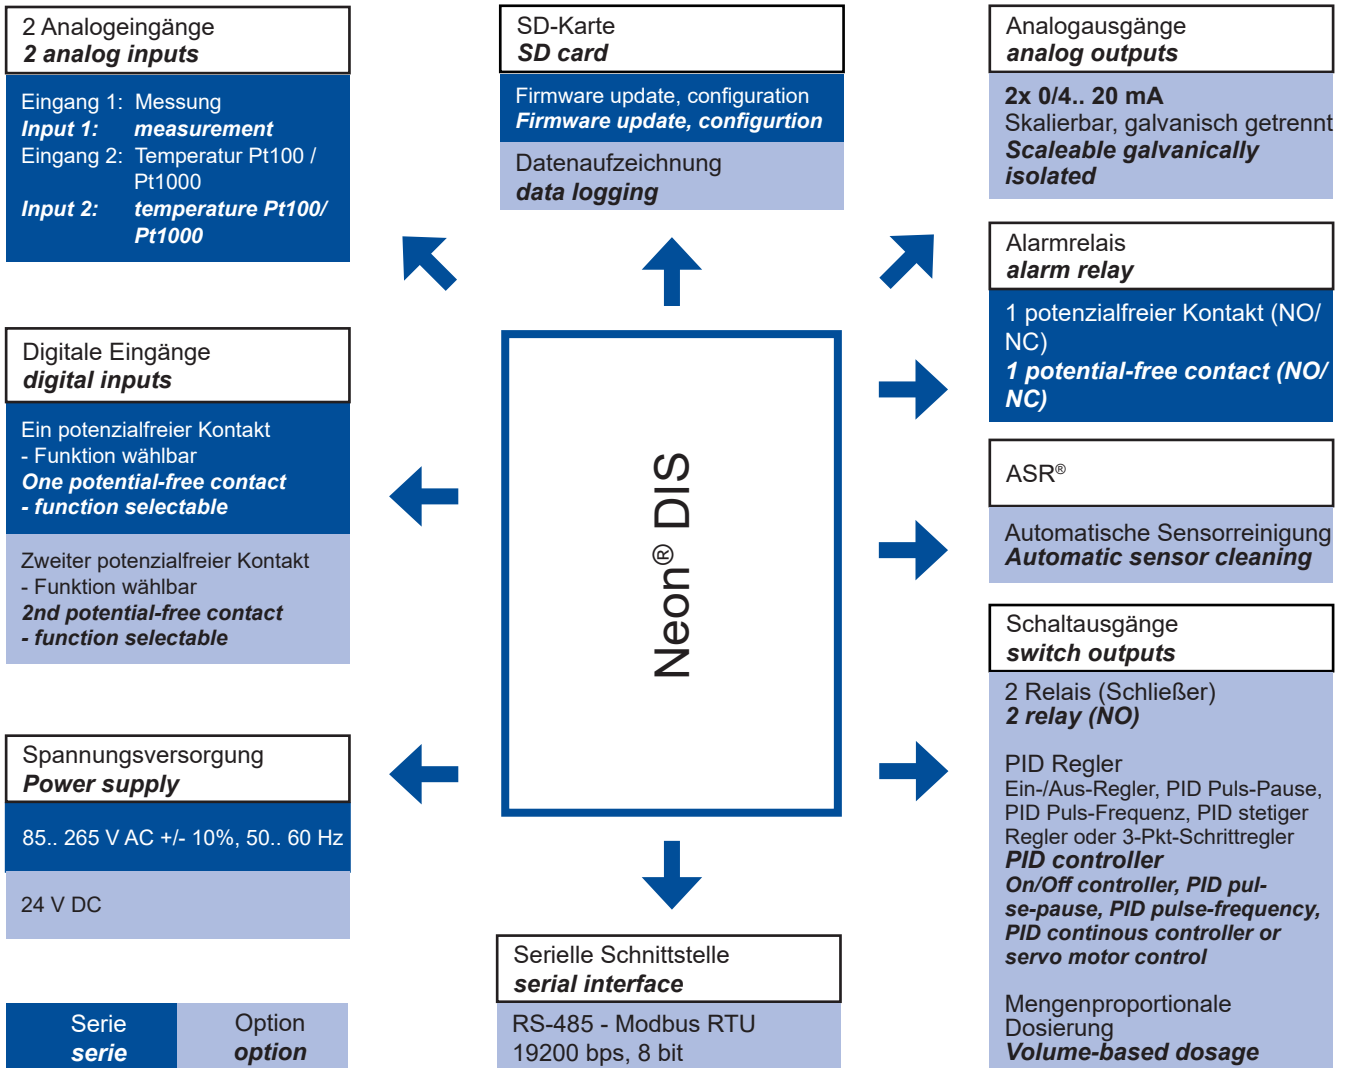 2 Analogeingänge
2 analog inputs
Eingang 1: Messung
Input 1: measurement
Eingang 2: Temperatur Pt100 /
Pt1000
Input 2: temperature Pt100/
Pt1000
Digitale Eingänge
digital inputs
Ein potenzialfreier Kontakt
- Funktion wählbar
One potential-free contact
- function selectable
Zweiter potenzialfreier Kontakt
- Funktion wählbar
2nd potential-free contact
- function selectable
Spannungsversorgung
Power supply
85.. 265 V AC +/- 10%, 50.. 60 Hz
24 V DC
Serie
serie
Option
option
SD-Karte
SD card
Firmware update, configuration
Firmware update, configurtion
Datenaufzeichnung
data logging
Neon® DIS
Serielle Schnittstelle
serial interface
RS-485 - Modbus RTU
19200 bps, 8 bit
Analogausgänge
analog outputs
2x 0/4.. 20 mA
Skalierbar, galvanisch getrennt
Scaleable galvanically
isolated
Alarmrelais
alarm relay
1 potenzialfreier Kontakt (NO/
NC)
1 potential-free contact (NO/
NC)
ASR®
Automatische Sensorreinigung
Automatic sensor cleaning
Schaltausgänge
switch outputs
2 Relais (Schließer)
2 relay (NO)
PID Regler
Ein-/Aus-Regler, PID Puls-Pause,
PID Puls-Frequenz, PID stetiger
Regler oder 3-Pkt-Schrittregler
PID controller
On/Off controller, PID pul-
se-pause, PID pulse-frequency,
PID continous controller or
servo motor control
Mengenproportionale
Dosierung
Volume-based dosage